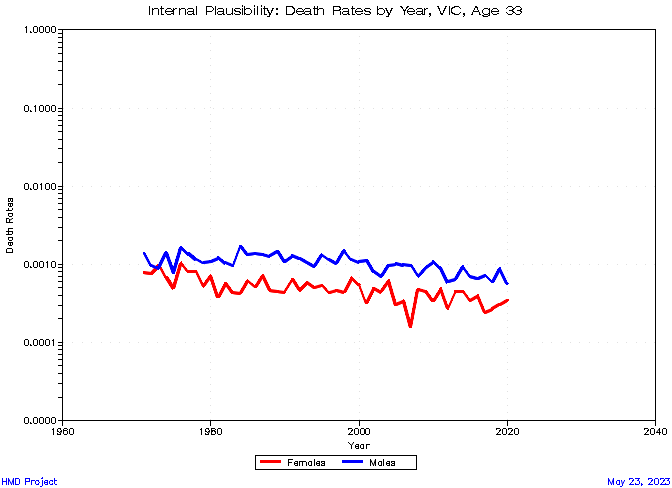 Internal Plausibility: Death Rates by Year, VIC, Age 33
1.0000
0.1000
0.0100
0.0010
0.0001
0.0000
Death Rates
1960
1980
2000
2020
2040
Year
Females
Males
HMD Project
May 23, 2023